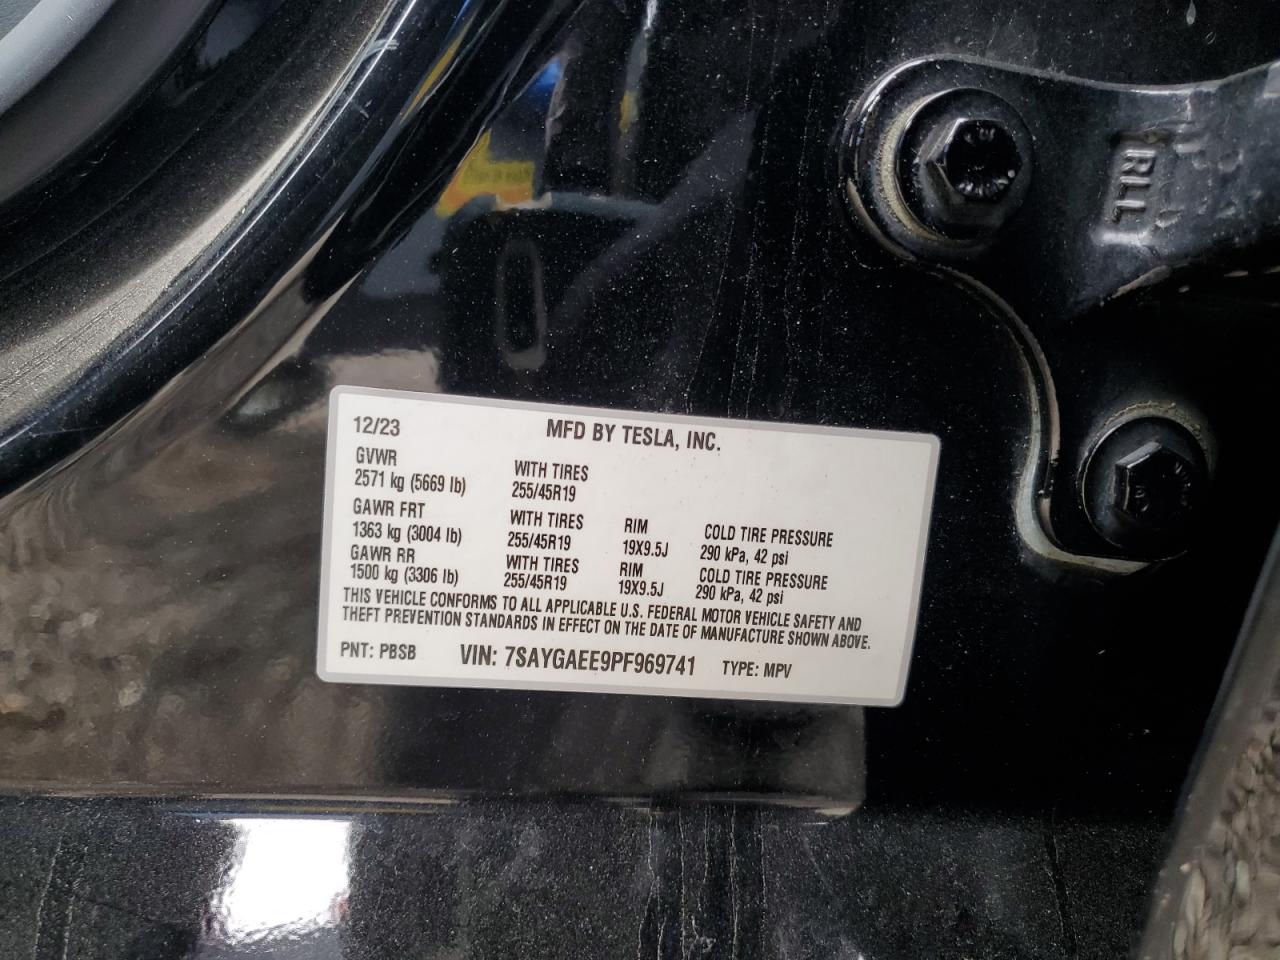 12/23 MFD BY TESLA, INC.
GVWR
2571 kg (5669 lb) WITH TIRES
255/45R19
GAWR FRT WITH TIRES RIM COLD TIRE PRESSURE
1363 kg (3004 lb) 255/45R19 19X9.5J 290 kPa, 42 psi
GAWR RR WITH TIRES RIM COLD TIRE PRESSURE
1500 kg (3306 lb) 255/45R19 19X9.5J 290 kPa, 42 psi
THIS VEHICLE CONFORMS TO ALL APPLICABLE U.S. FEDERAL MOTOR VEHICLE SAFETY AND
THEFT PREVENTION STANDARDS IN EFFECT ON THE DATE OF MANUFACTURE SHOWN ABOVE.
PNT: PBSB VIN: 7SAYGAEE9PF969741 TYPE: MPV
RLL